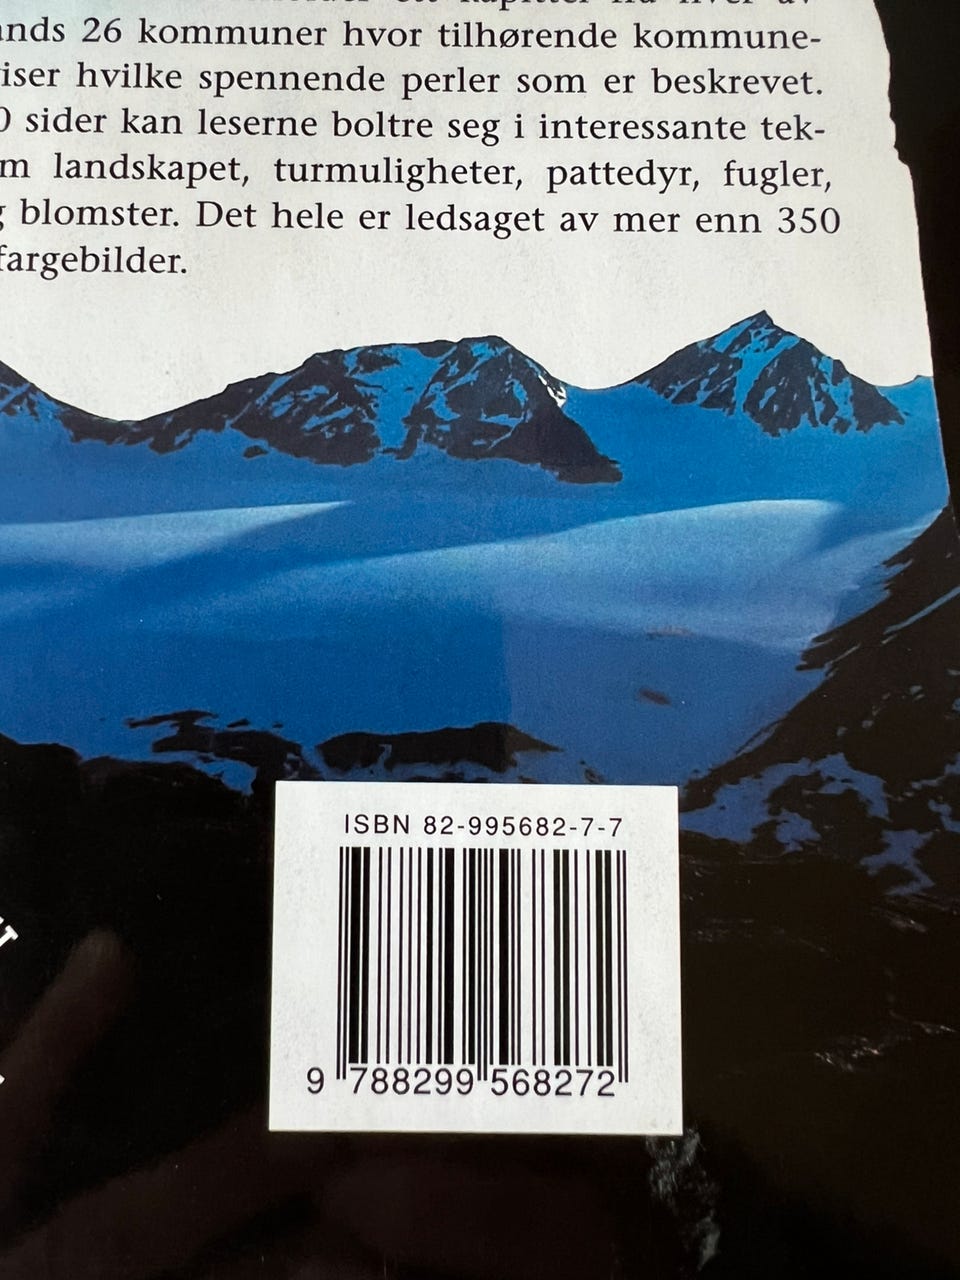 nds 26 kommuner hvor tilhørende kommune-
iser hvilke spennende perler som er beskrevet.
0 sider kan leserne boltre seg i interessante tek-
m landskapet, turmuligheter, pattedyr, fugler,
g blomster. Det hele er ledsaget av mer enn 350
fargebilder.
ISBN 82-995682-7-7
9 788299 568272